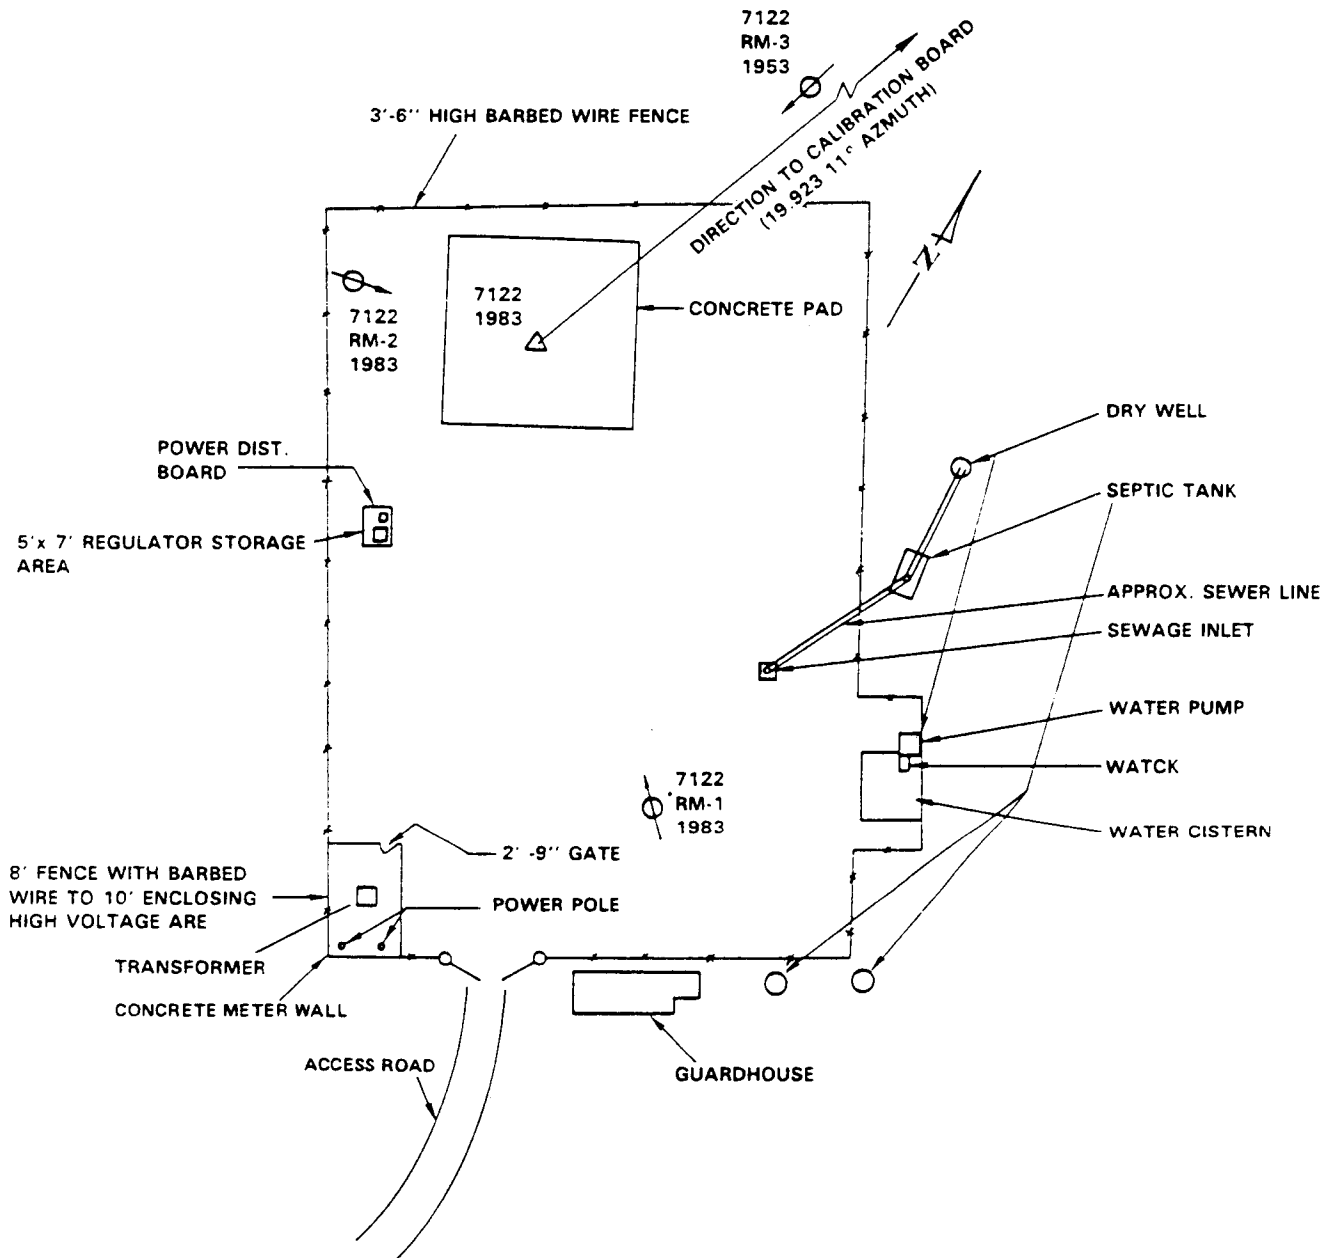 7122
RM-3
1953
3'-6'' HIGH BARBED WIRE FENCE
DIRECTION TO CALIBRATION BOARD
(19.923 11° AZMUTH)
N
7122
1983
CONCRETE PAD
7122
RM-2
1983
DRY WELL
POWER DIST.
BOARD
SEPTIC TANK
5'x 7' REGULATOR STORAGE
AREA
APPROX. SEWER LINE
SEWAGE INLET
WATER PUMP
WATCK
7122
RM-1
1983
WATER CISTERN
2' -9'' GATE
8' FENCE WITH BARBED
WIRE TO 10' ENCLOSING
HIGH VOLTAGE ARE
POWER POLE
TRANSFORMER
CONCRETE METER WALL
ACCESS ROAD
GUARDHOUSE